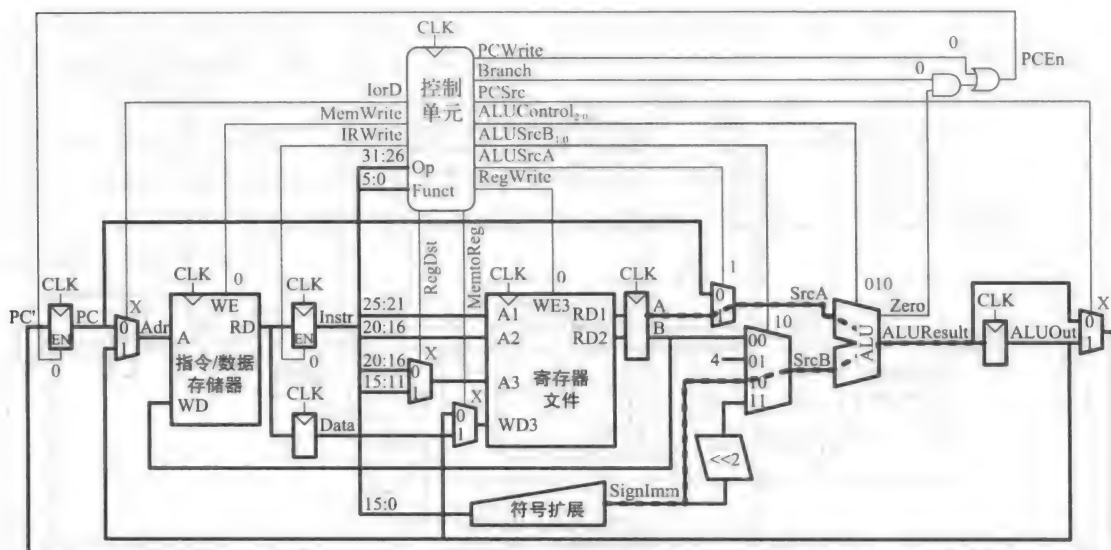 CLK
PCWrite
0
Branch
0
PCEn
控制
单元
PCSrc
IorD
ALUControl2:0
MemWrite
ALUSrcB1:0
IRWrite
ALUSrcA
31:26
Op
RegWrite
5:0
Funct
RegDst
MemtoReg
CLK
X
CLK
0
CLK
0
CLK
0
CLK
1
10
010
CLK
X
PC'
EN
0
PC
0
1
Adr
WE
A
RD
指令/数据
存储器
WD
Instr
EN
0
CLK
Data
25:21
20:16
20:16
15:11
X
0
1
X
0
1
WE3
A1
RD1
A2
RD2
A3
寄存器
文件
WD3
A
B
0
1
SrcA
00
4
01
10
11
SrcB
ALU
Zero
ALUResult
ALUOut
0
1
<<2
15:0
符号扩展
SignImm